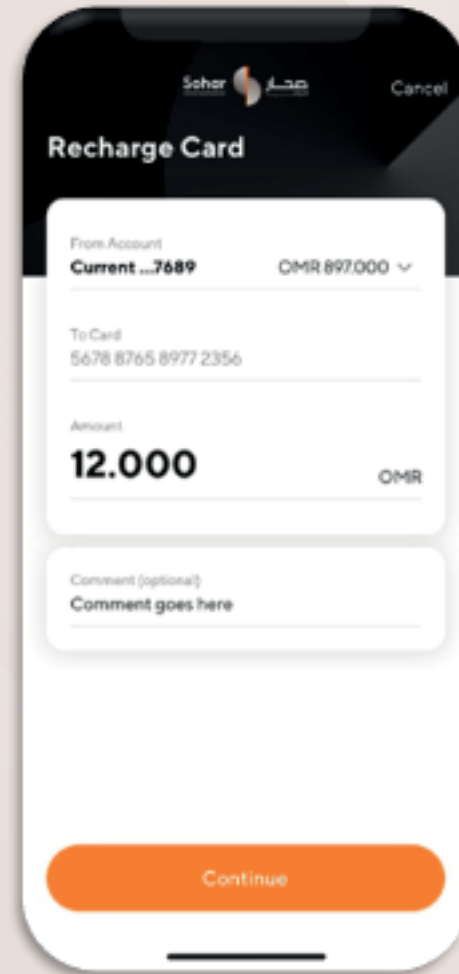 Sohar صحار
Cancel
Recharge Card
From Account
Current ...7689 OMR 897.000
To Card
5678 8765 8977 2356
Amount
12.000 OMR
Comment (optional)
Comment goes here
Continue